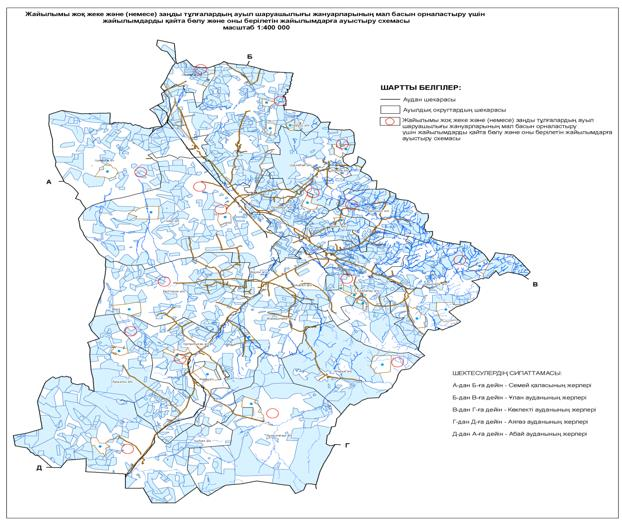 Жайылымы жоқ жеке және (немесе) заңды тұлғалардың ауыл шаруашылығы жануарларының мал басын орналастыру үшін
жайылымдарды қайта бөлу және оны берілетін жайылымдарға ауыстыру схемасы
масштаб 1:400 000
Б
ШАРТТЫ БЕЛГІЛЕР:
Аудан шекарасы
Ауылдық округтардың шекарасы
Жайылымы жоқ жеке және (немесе) заңды тұлғалардың ауыл
шаруашылығы жануарларының мал басын орналастыру
үшін жайылымдарды қайта бөлу және оны берілетін жайылымдарға
ауыстыру схемасы
А
В
ШЕКТЕСУЛЕРДІҢ СИПАТТАМАСЫ:
А-дан Б-ға дейін - Семей қаласының жерлері
Б-дан В-ға дейін - Ұлан ауданының жерлері
В-дан Г-ға дейін - Көкпекті ауданының жерлері
Г-дан Д-ға дейін - Аягөз ауданының жерлері
Д-дан А-ға дейін - Абай ауданының жерлері
Г
Д